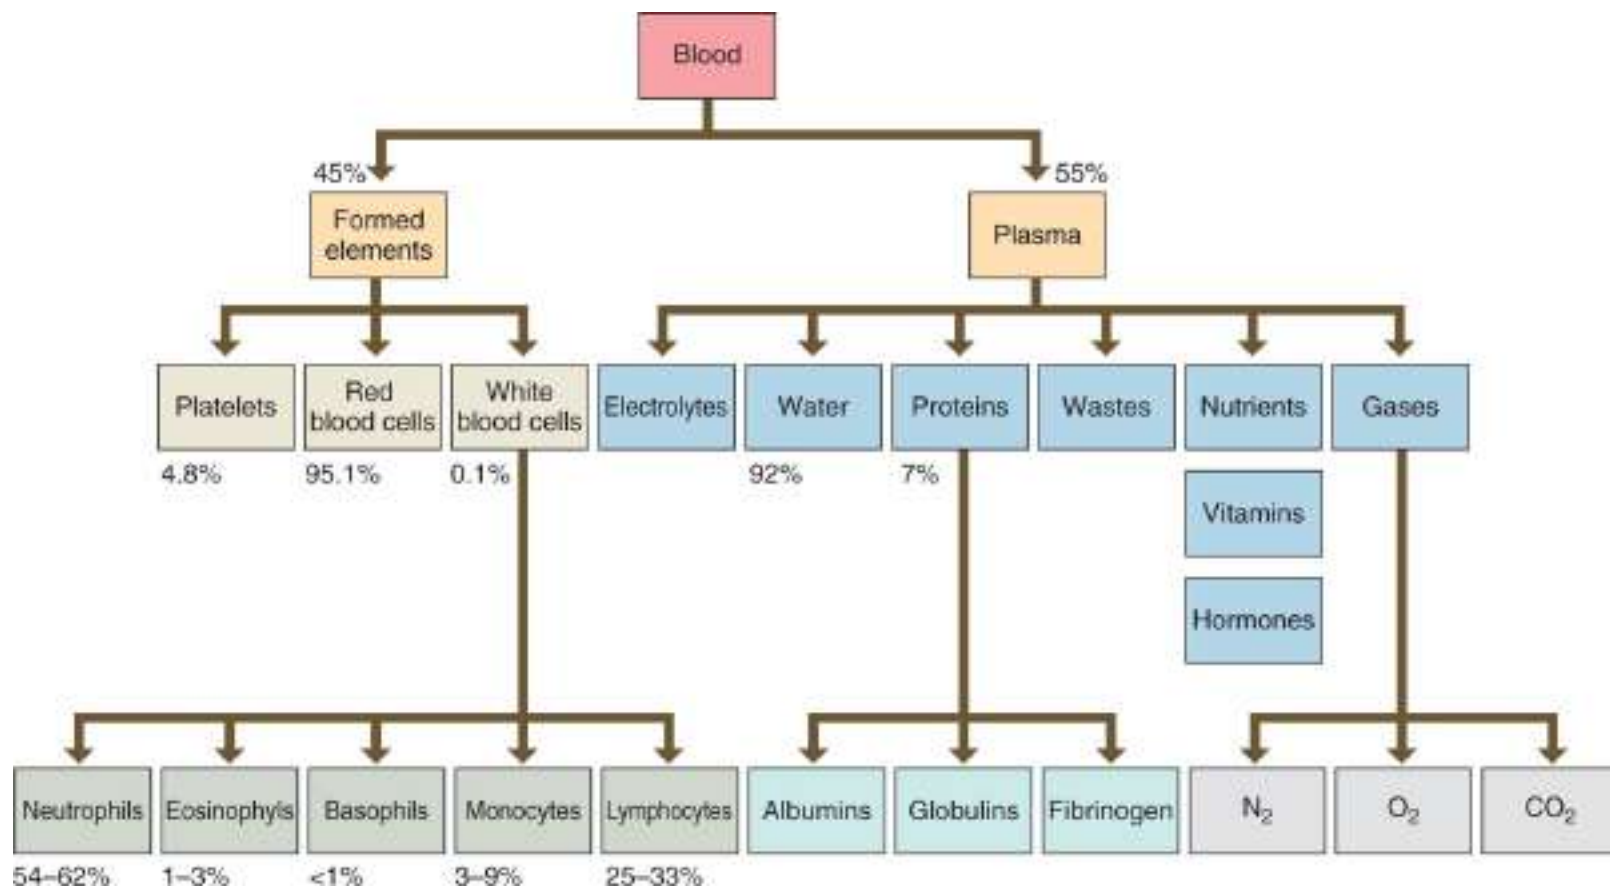 Blood
45%
55%
Formed
elements
Plasma
Platelets
Red
blood cells
White
blood cells
Electrolytes
Water
Proteins
Wastes
Nutrients
Gases
4.8%
95.1%
0.1%
92%
7%
Vitamins
Hormones
Neutrophils
Eosinophyls
Basophils
Monocytes
Lymphocytes
Albumins
Globulins
Fibrinogen
N₂
O₂
CO₂
54–62%
1–3%
<1%
3–9%
25–33%